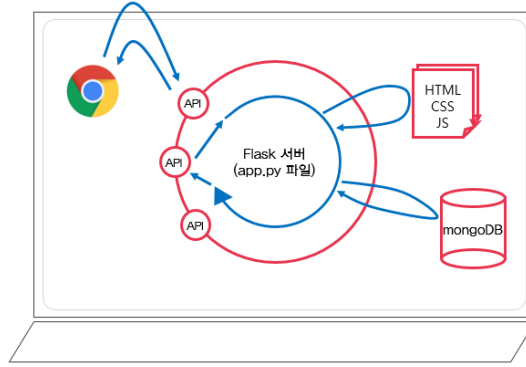 API
API
API
Flask 서버
(app.py 파일)
HTML
CSS
JS
mongoDB